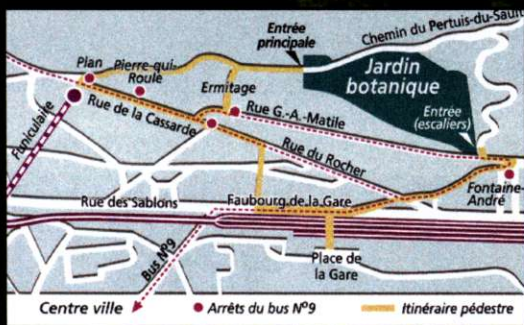 Entrée
principale
Chemin du Pertuis-du-Sault
Plan
Pierre-qui-
Roule
Jardin
botanique
Ermitage
Rue G.-A.-Matile
Entrée
(escaliers)
Funiculaire
Rue de la Cassarde
Rue du Rocher
Fontaine-
André
Rue des Sablons
Faubourg de la Gare
Place de
la Gare
Bus N°9
Centre ville
Arrêts du bus N°9
Itinéraire pédestre